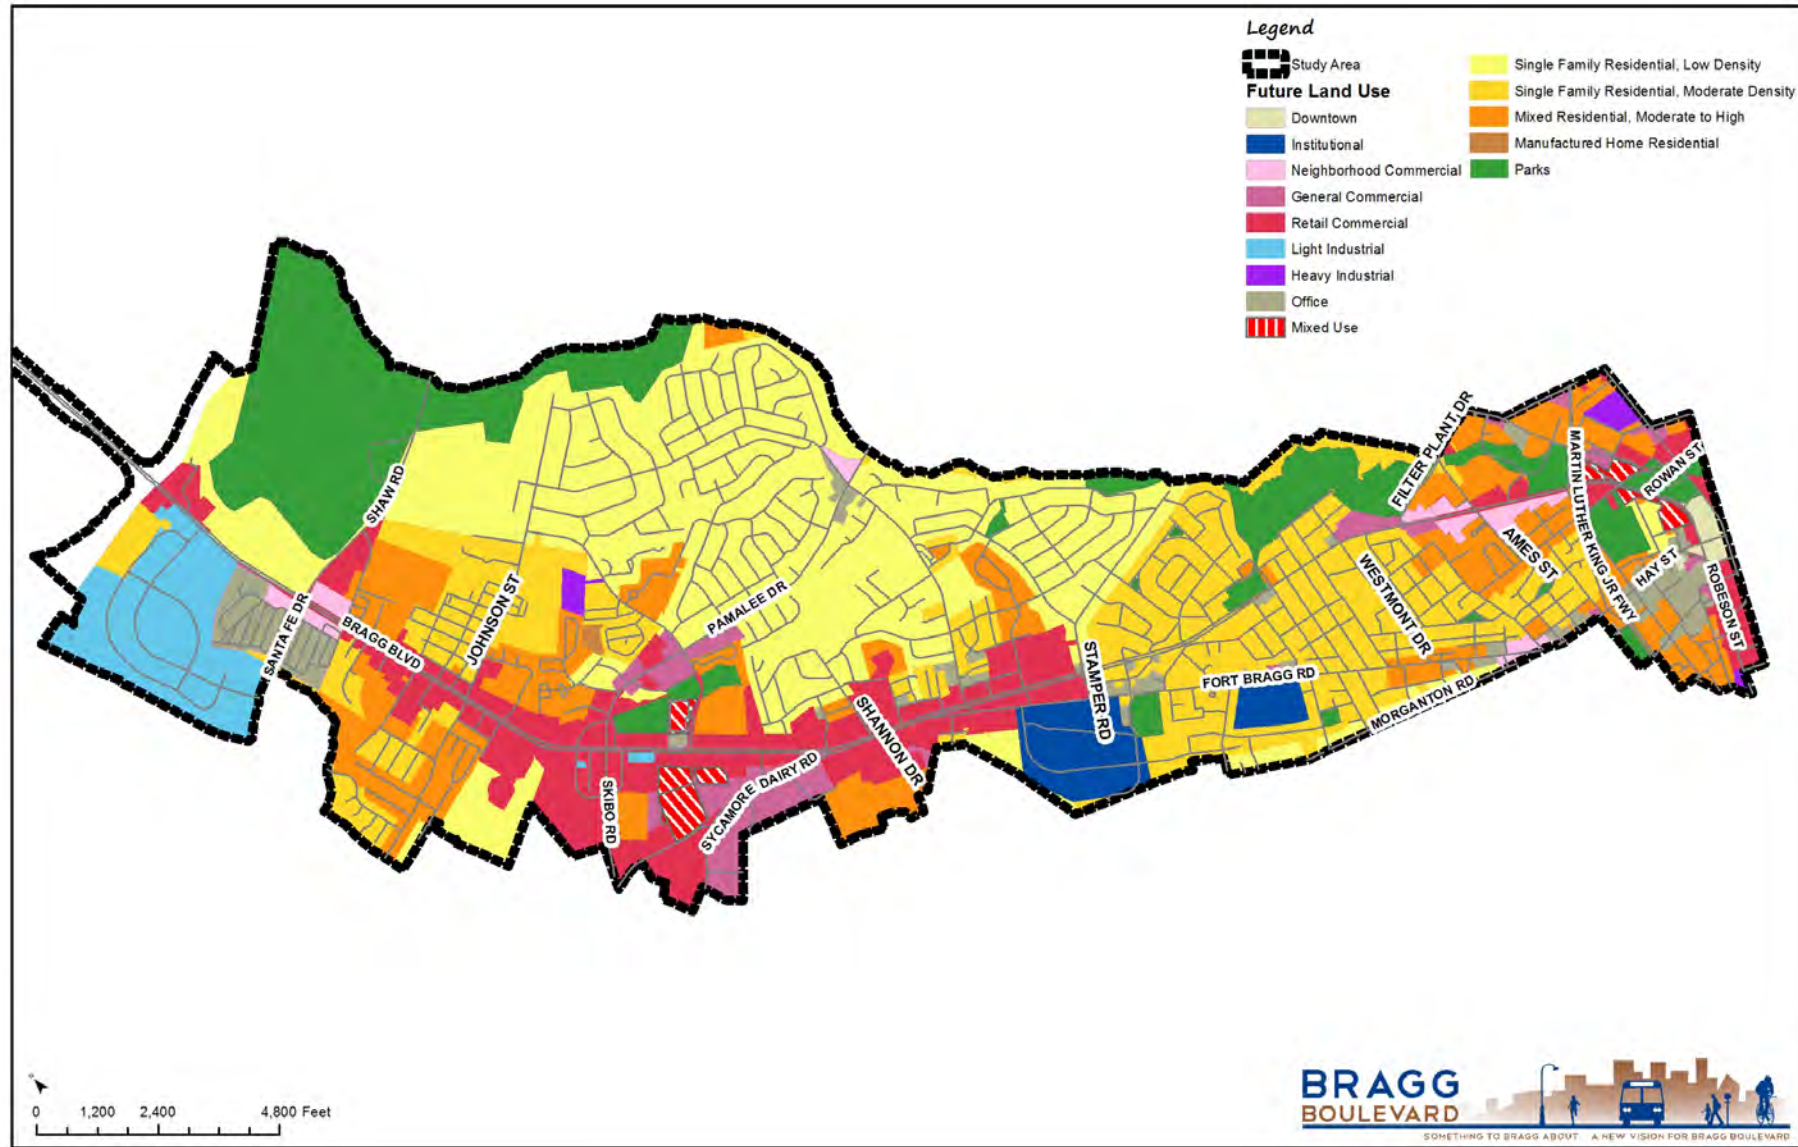 Legend
Study Area
Future Land Use
Downtown
Institutional
Neighborhood Commercial
General Commercial
Retail Commercial
Light Industrial
Heavy Industrial
Office
Mixed Use
Single Family Residential, Low Density
Single Family Residential, Moderate Density
Mixed Residential, Moderate to High
Manufactured Home Residential
Parks
SHAW RD
SANTA FE DR
BRAGG BLVD
JOHNSON ST
PAMALEE DR
SKIBO RD
SYCAMORE DAIRY RD
SHANNON DR
STAMPER RD
FORT BRAGG RD
MORGANTON RD
WESTMONT DR
AMES ST
FILTER PLANT DR
MARTIN LUTHER KING JR FWY
ROWAN ST
HAY ST
ROBESON ST
0 1,200 2,400 4,800 Feet
BRAGG
BOULEVARD
SOMETHING TO BRAGG ABOUT A NEW VISION FOR BRAGG BOULEVARD